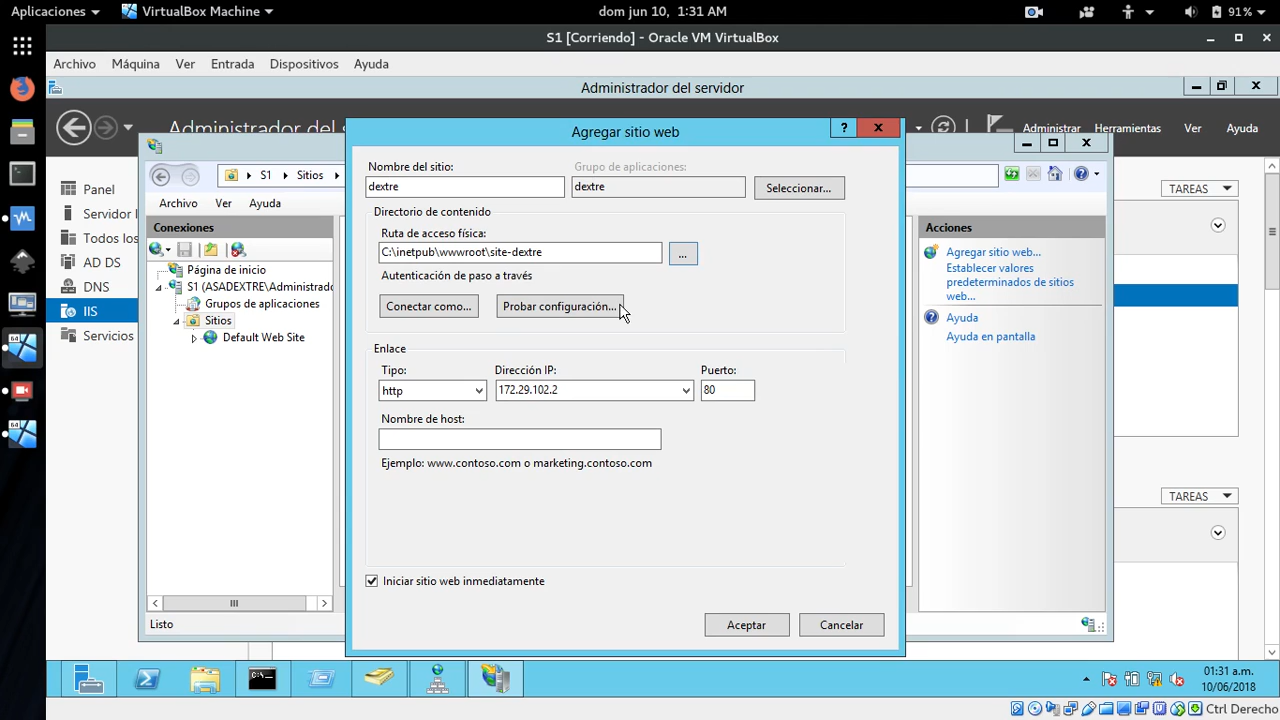 Aplicaciones
VirtualBox Machine
dom jun 10, 1:31 AM
91%
S1 [Corriendo] - Oracle VM VirtualBox
Archivo
Máquina
Ver
Entrada
Dispositivos
Ayuda
Administrador del servidor
Administrador del s
Administrar
Herramientas
Ver
Ayuda
Agregar sitio web
?
S1
Sitios
Archivo
Ver
Ayuda
Panel
Servidor l
Todos los
AD DS
DNS
IIS
Servicios
Conexiones
Página de inicio
S1 (ASADEXTRE\Administrado
Grupos de aplicaciones
Sitios
Default Web Site
Listo
Nombre del sitio:
Grupo de aplicaciones:
dextre
dextre
Seleccionar...
Directorio de contenido
Ruta de acceso física:
C:\inetpub\wwwroot\site-dextre
...
Autenticación de paso a través
Conectar como...
Probar configuración...
Enlace
Tipo:
Dirección IP:
Puerto:
http
172.29.102.2
80
Nombre de host:
Ejemplo: www.contoso.com o marketing.contoso.com
Iniciar sitio web inmediatamente
Aceptar
Cancelar
Acciones
Agregar sitio web...
Establecer valores
predeterminados de sitios
web...
Ayuda
Ayuda en pantalla
TAREAS
TAREAS
01:31 a.m.
10/06/2018
Ctrl Derecho